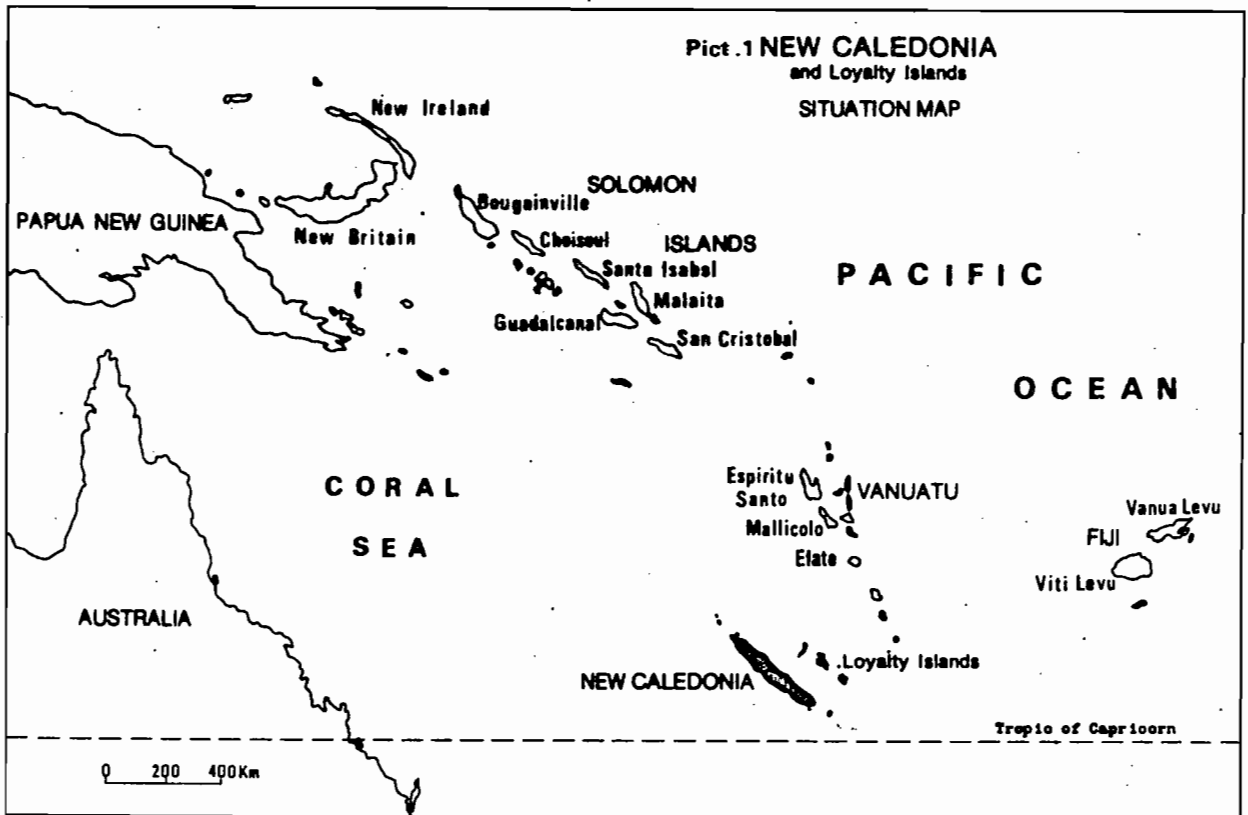 Pict .1 NEW CALEDONIA
and Loyalty Islands
SITUATION MAP
New Ireland
SOLOMON
Bougainville
PAPUA NEW GUINEA
New Britain
Choiseul
ISLANDS
Santa Isabel
PACIFIC
Malaita
Guadalcanal
San Cristobal
OCEAN
Espiritu
Santo
VANUATU
CORAL
SEA
Mallicolo
Vanua Levu
FIJI
Efate
Viti Levu
AUSTRALIA
.Loyalty Islands
NEW CALEDONIA
Tropic of Capricorn
0 200 400Km